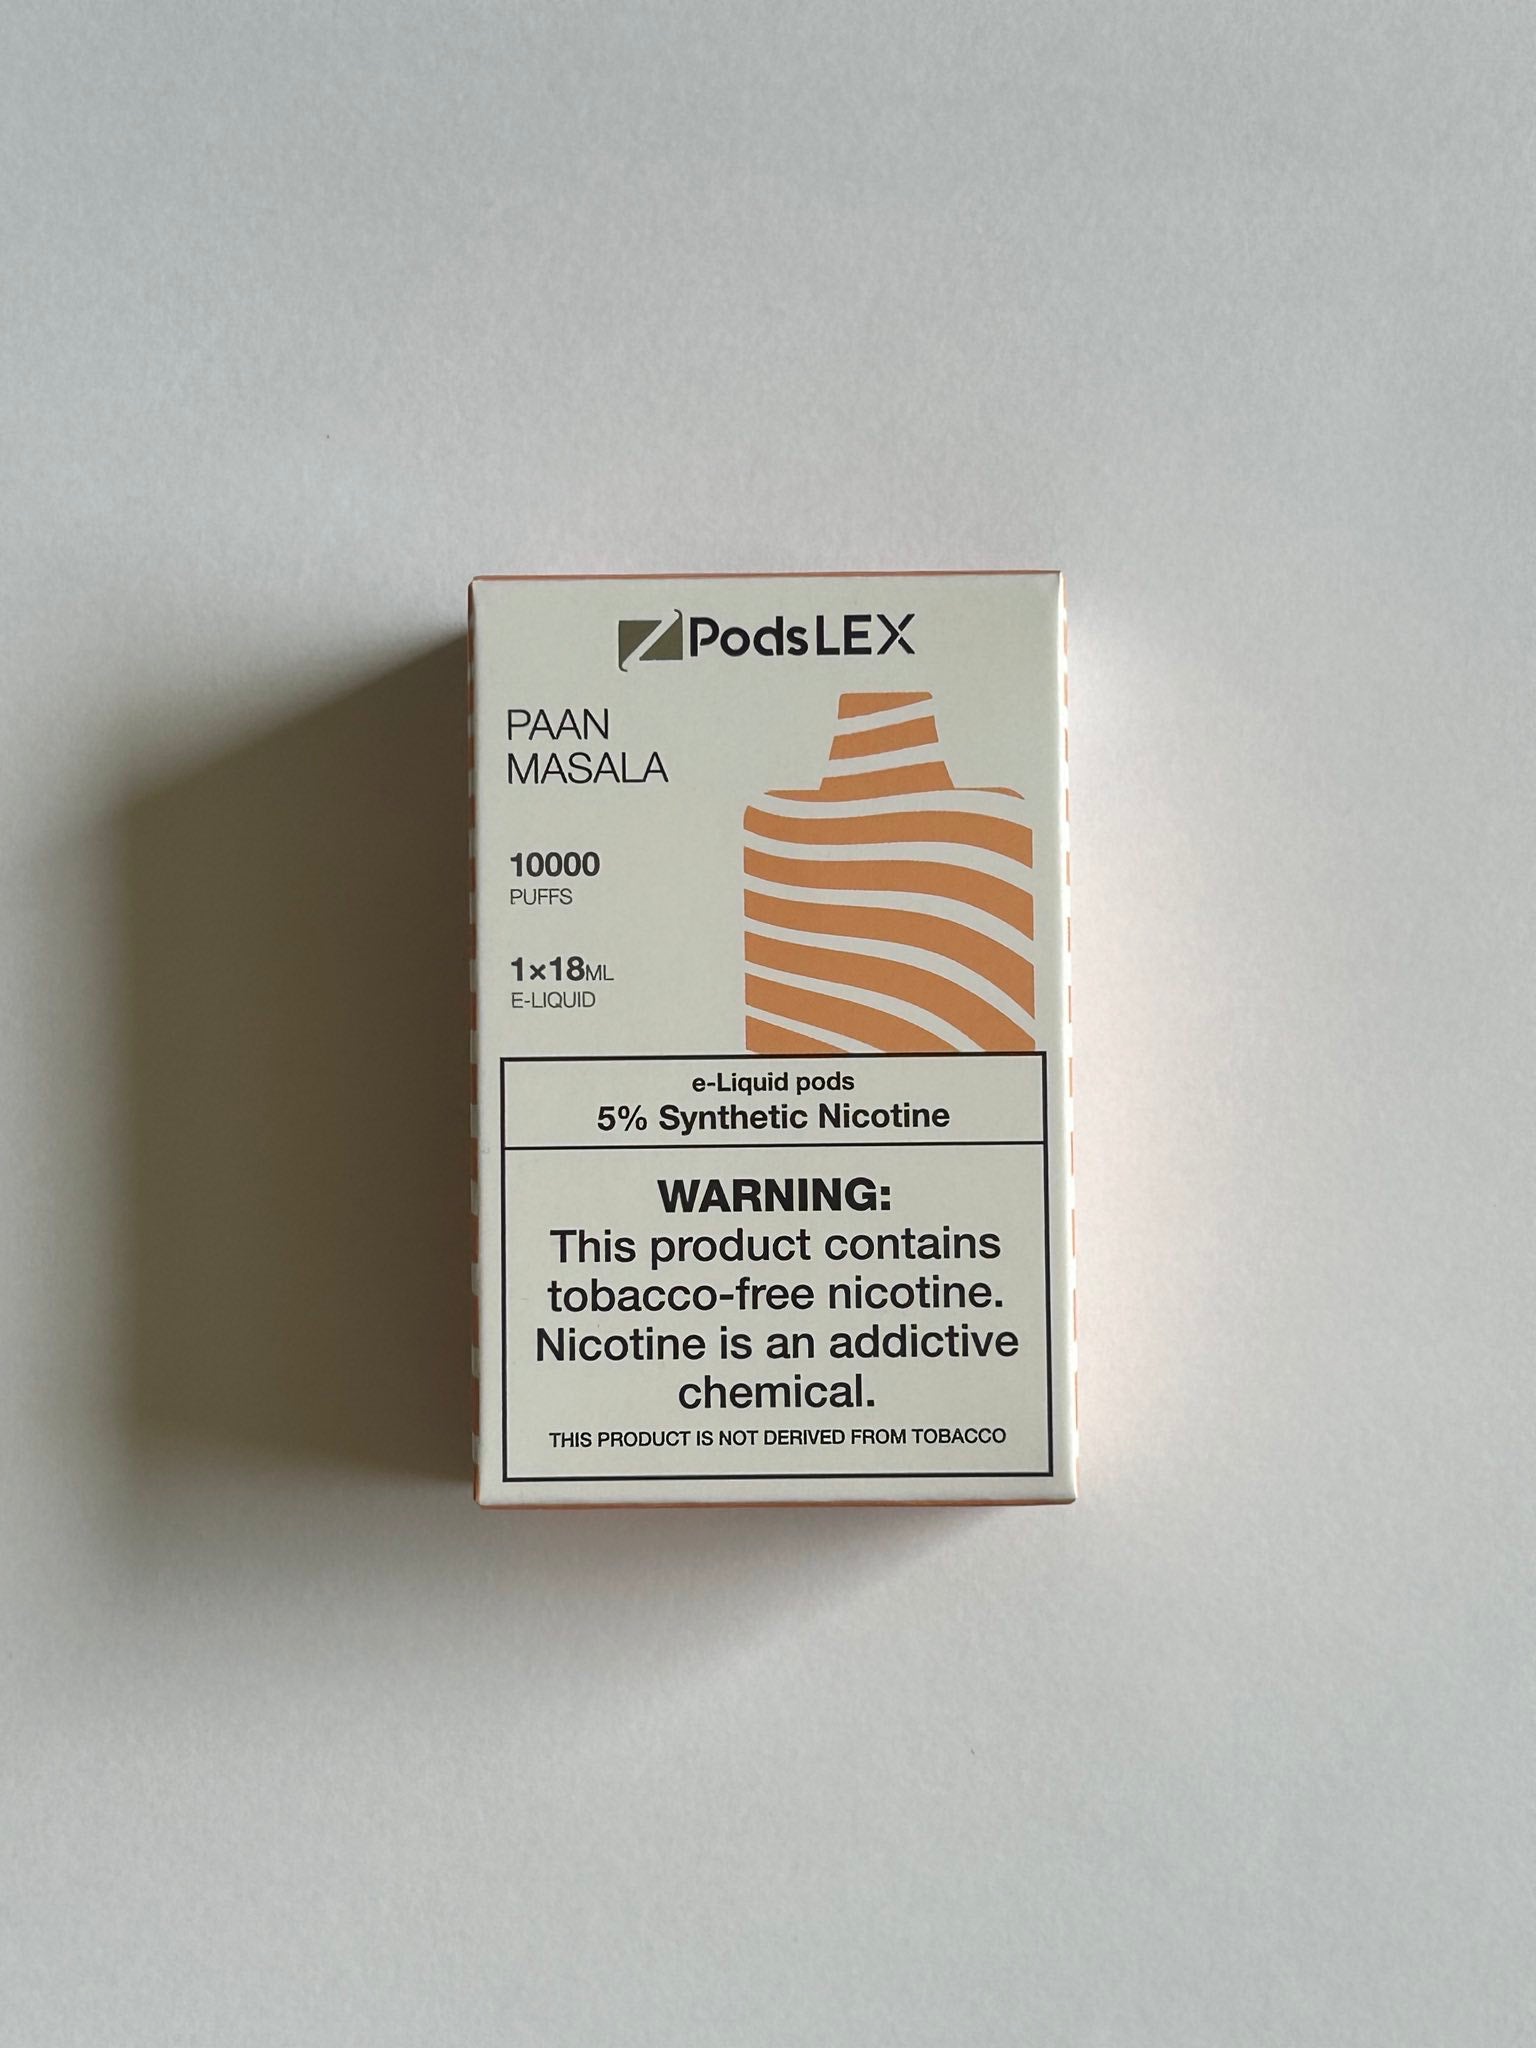 PodsLEX
PAAN
MASALA
10000
PUFFS
1×18ML
E-LIQUID
e-Liquid pods
5% Synthetic Nicotine
WARNING:
This product contains
tobacco-free nicotine.
Nicotine is an addictive
chemical.
THIS PRODUCT IS NOT DERIVED FROM TOBACCO